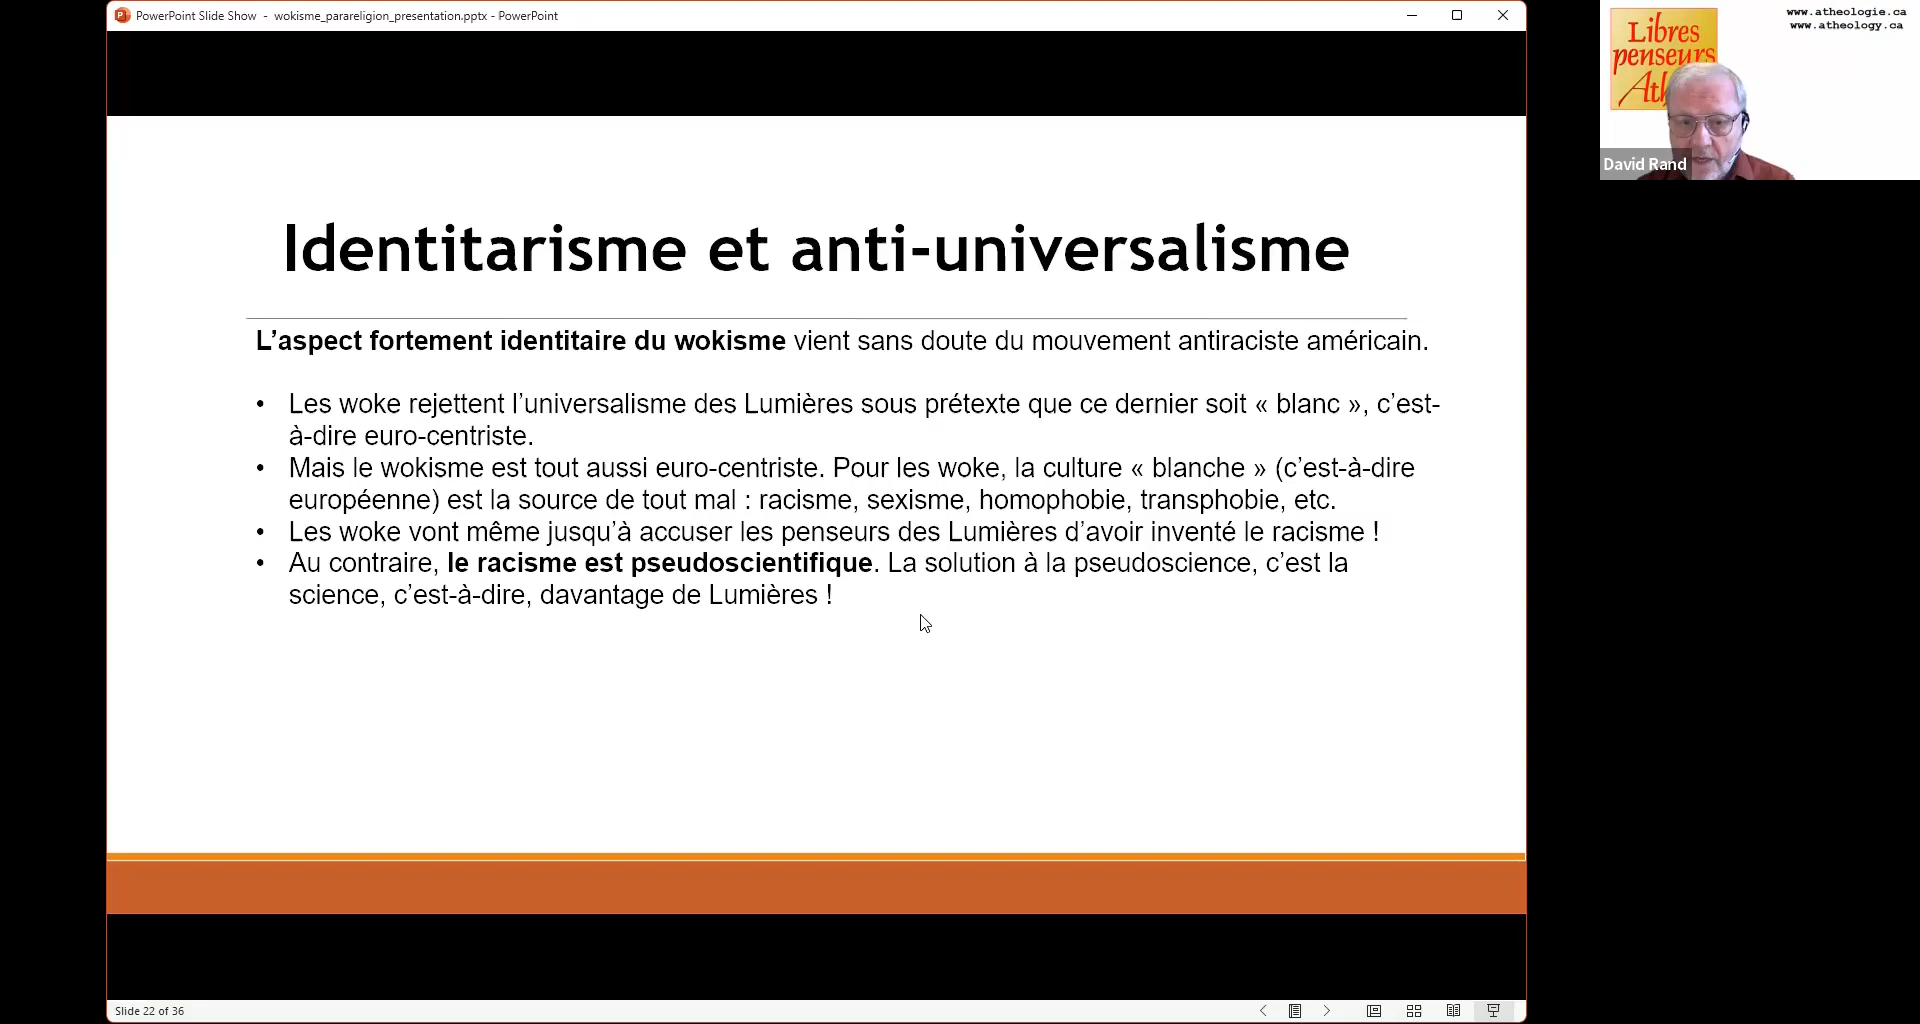 PowerPoint Slide Show - wokisme_parareligion_presentation.pptx - PowerPoint
www.atheologie.ca
www.atheology.ca
Libres
penseurs
David Rand
Identitarisme et anti-universalisme
L’aspect fortement identitaire du wokisme vient sans doute du mouvement antiraciste américain.
• Les woke rejettent l’universalisme des Lumières sous prétexte que ce dernier soit « blanc », c’est-
à-dire euro-centriste.
• Mais le wokisme est tout aussi euro-centriste. Pour les woke, la culture « blanche » (c’est-à-dire
européenne) est la source de tout mal : racisme, sexisme, homophobie, transphobie, etc.
• Les woke vont même jusqu’à accuser les penseurs des Lumières d’avoir inventé le racisme !
• Au contraire, le racisme est pseudoscientifique. La solution à la pseudoscience, c’est la
science, c’est-à-dire, davantage de Lumières !
Slide 22 of 36